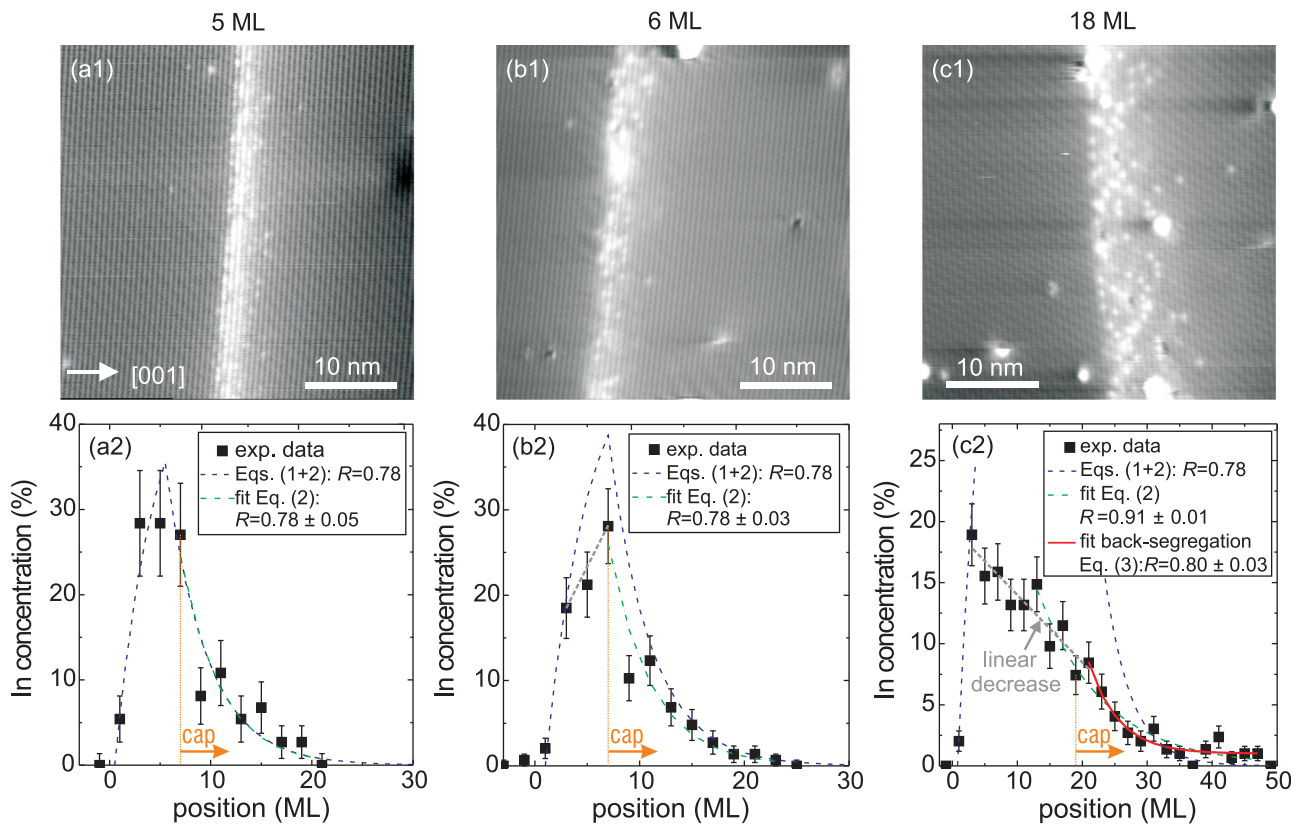 5 ML
6 ML
18 ML
(a1)
[001]
10 nm
(b1)
10 nm
(c1)
10 nm
(a2)
exp. data
Eqs. (1+2): R=0.78
fit Eq. (2):
R=0.78 ± 0.05
cap
In concentration (%)
0
10
20
30
40
0
10
20
30
position (ML)
(b2)
exp. data
Eqs. (1+2): R=0.78
fit Eq. (2):
R=0.78 ± 0.03
cap
In concentration (%)
0
10
20
30
40
0
10
20
30
position (ML)
(c2)
exp. data
Eqs. (1+2): R=0.78
fit Eq. (2)
R=0.91 ± 0.01
fit back-segregation
Eq. (3):R=0.80 ± 0.03
linear
decrease
cap
In concentration (%)
0
5
10
15
20
25
0
10
20
30
40
50
position (ML)